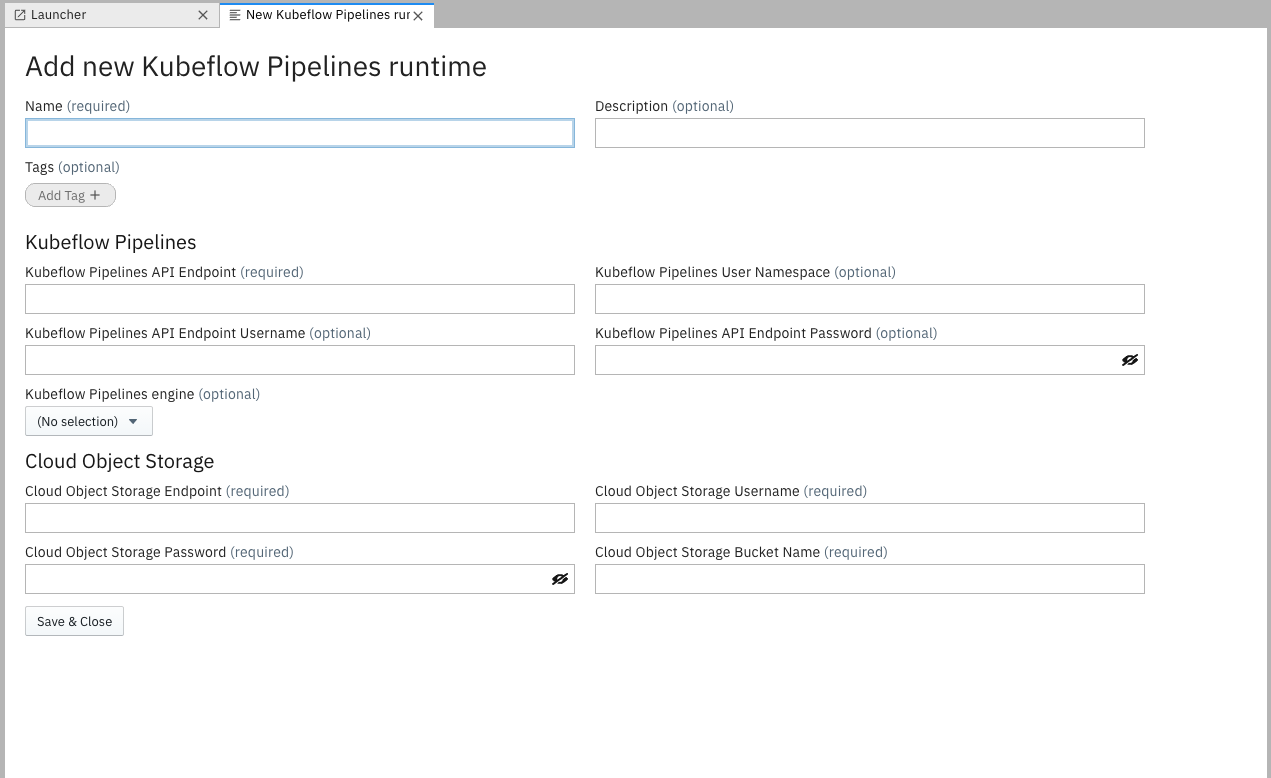 Launcher
New Kubeflow Pipelines rur
Add new Kubeflow Pipelines runtime
Name (required)
Description (optional)
Tags (optional)
Add Tag +
Kubeflow Pipelines
Kubeflow Pipelines API Endpoint (required)
Kubeflow Pipelines User Namespace (optional)
Kubeflow Pipelines API Endpoint Username (optional)
Kubeflow Pipelines API Endpoint Password (optional)
Kubeflow Pipelines engine (optional)
(No selection)
Cloud Object Storage
Cloud Object Storage Endpoint (required)
Cloud Object Storage Username (required)
Cloud Object Storage Password (required)
Cloud Object Storage Bucket Name (required)
Save & Close